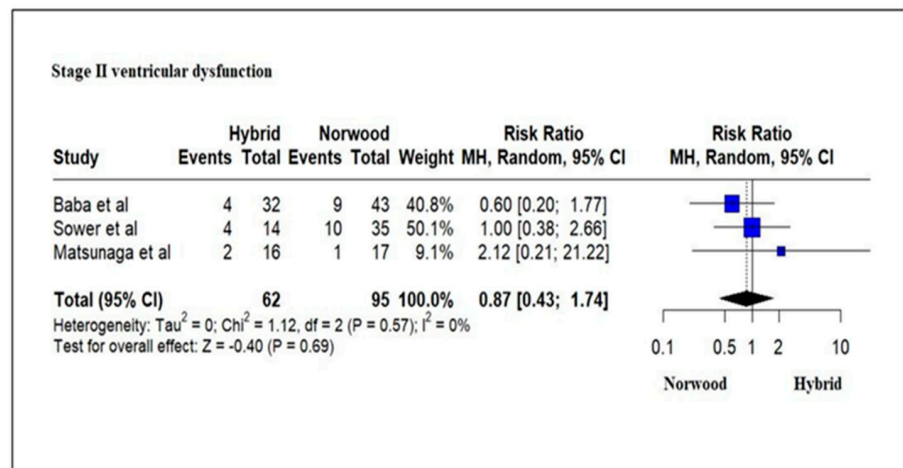 Stage II ventricular dysfunction
Hybrid Norwood Risk Ratio Risk Ratio
Study Events Total Events Total Weight MH, Random, 95% CI MH, Random, 95% CI
Baba et al 4 32 9 43 40.8% 0.60 [0.20; 1.77]
Sower et al 4 14 10 35 50.1% 1.00 [0.38; 2.66]
Matsunaga et al 2 16 1 17 9.1% 2.12 [0.21; 21.22]
Total (95% CI) 62 95 100.0% 0.87 [0.43; 1.74]
Heterogeneity: Tau² = 0; Chi² = 1.12, df = 2 (P = 0.57); I² = 0%
Test for overall effect: Z = -0.40 (P = 0.69)
0.1 0.5 1 2 10
Norwood Hybrid